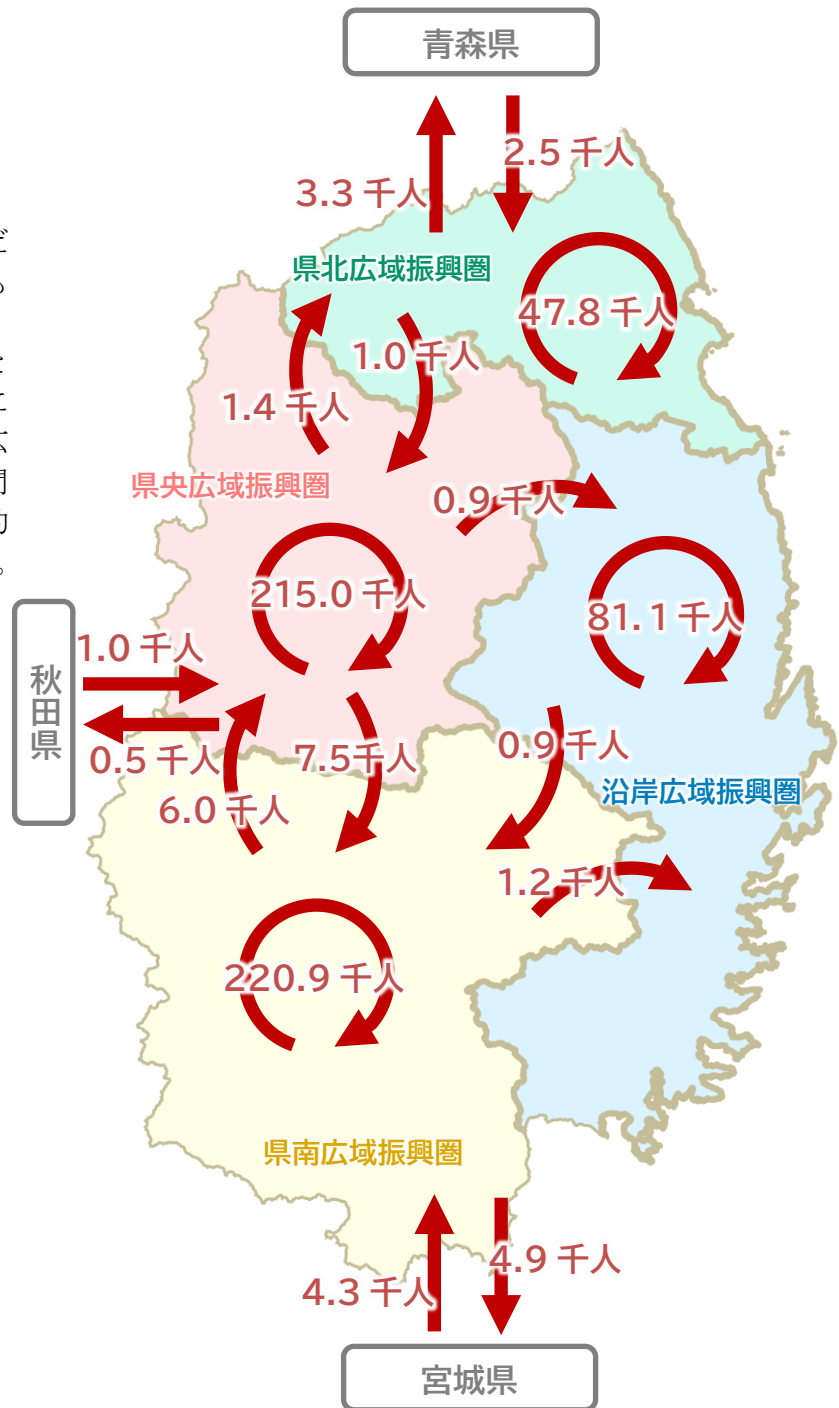 青森県
2.5 千人
3.3 千人
県北広域振興圏
47.8 千人
1.0 千人
1.4 千人
県央広域振興圏
0.9 千人
215.0 千人
81.1 千人
1.0 千人
秋田県
0.5 千人
7.5千人
0.9 千人
6.0 千人
沿岸広域振興圏
1.2 千人
220.9 千人
県南広域振興圏
4.9 千人
4.3 千人
宮城県